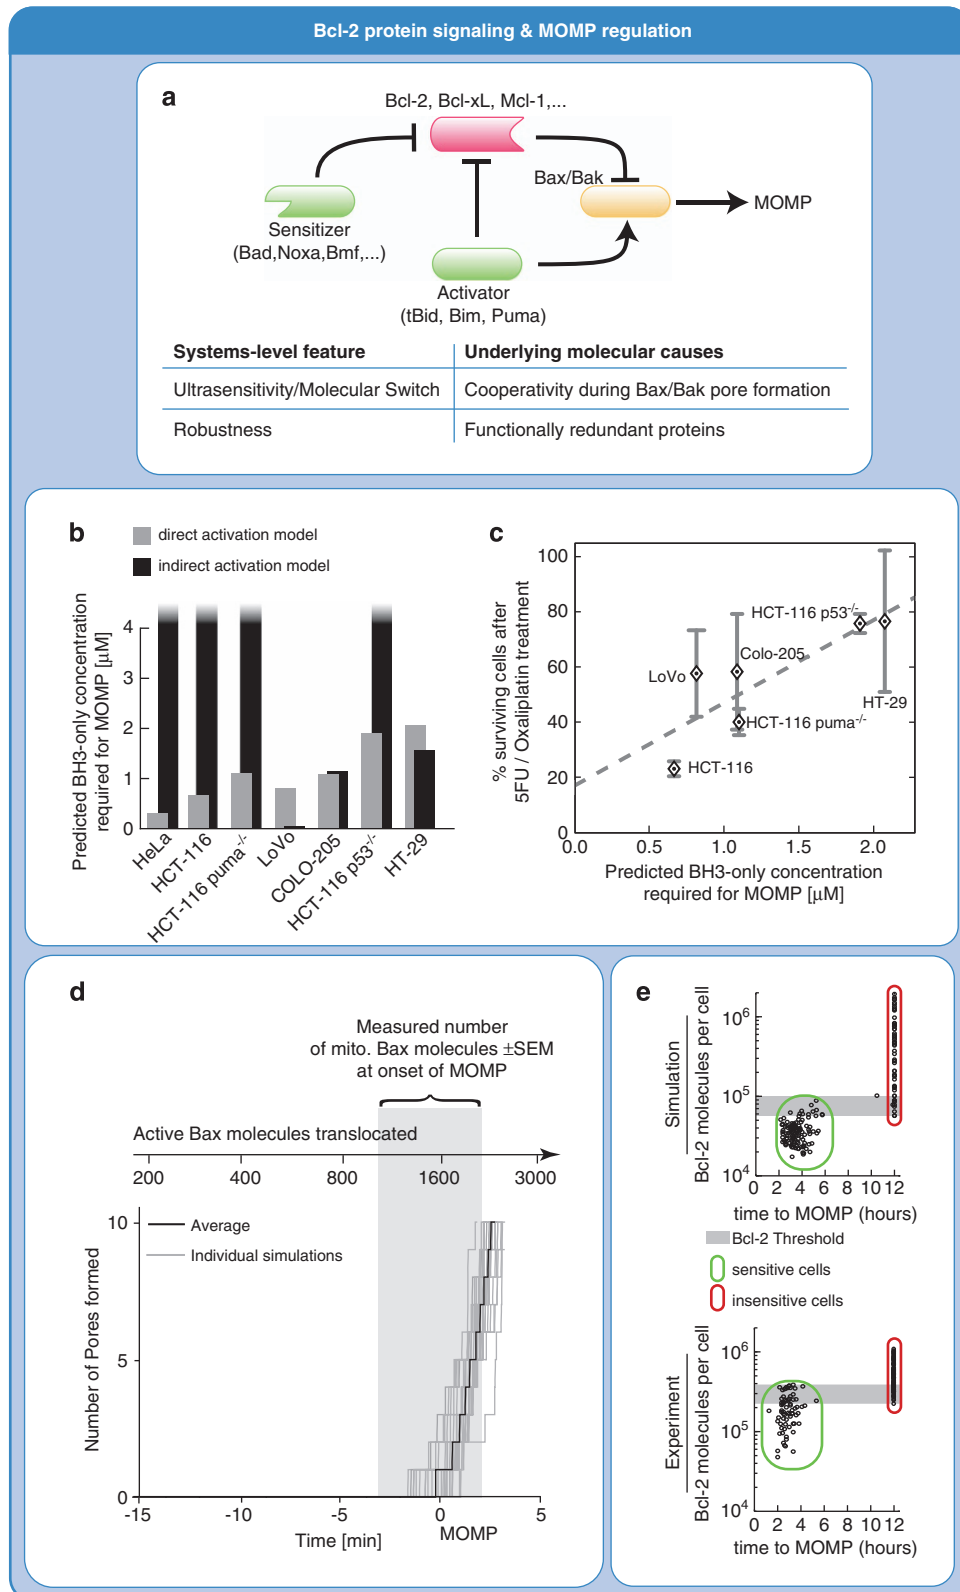 Bcl-2 protein signaling & MOMP regulation
a
Bcl-2, Bcl-xL, Mcl-1,...
Bax/Bak
MOMP
Sensitizer
(Bad,Noxa,Bmf,...)
Activator
(tBid, Bim, Puma)
Systems-level feature
Underlying molecular causes
Ultrasensitivity/Molecular Switch
Cooperativity during Bax/Bak pore formation
Robustness
Functionally redundant proteins
b
direct activation model
indirect activation model
Predicted BH3-only concentration
required for MOMP [µM]
4
3
2
1
0
HeLa
HCT-116
HCT-116 puma-/-
LoVo
COLO-205
HCT-116 p53-/-
HT-29
c
% surviving cells after
5FU / Oxaliplatin treatment
100
80
60
40
20
0
HCT-116 p53-/-
Colo-205
LoVo
HT-29
HCT-116 puma-/-
HCT-116
0.0 0.5 1.0 1.5 2.0
Predicted BH3-only concentration
required for MOMP [µM]
d
Measured number
of mito. Bax molecules ±SEM
at onset of MOMP
Active Bax molecules translocated
200 400 800 1600 3000
Number of Pores formed
10
5
0
Average
Individual simulations
-15 -10 -5 0 5
MOMP
Time [min]
e
Simulation
Bcl-2 molecules per cell
10^6
10^5
10^4
0 2 4 6 8 10 12
time to MOMP (hours)
Bcl-2 Threshold
sensitive cells
insensitive cells
Experiment
Bcl-2 molecules per cell
10^6
10^5
10^4
0 2 4 6 8 10 12
time to MOMP (hours)